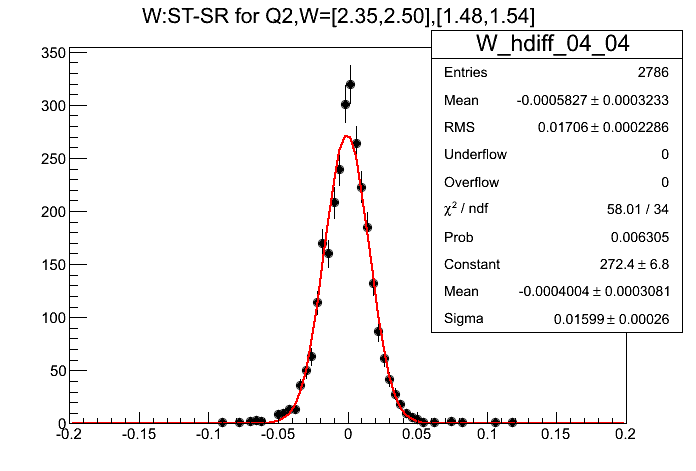 W:ST-SR for Q2,W=[2.35,2.50],[1.48,1.54]
W_hdiff_04_04
Entries 2786
Mean -0.0005827 ± 0.0003233
RMS 0.01706 ± 0.0002286
Underflow 0
Overflow 0
χ² / ndf 58.01 / 34
Prob 0.006305
Constant 272.4 ± 6.8
Mean -0.0004004 ± 0.0003081
Sigma 0.01599 ± 0.00026
350
300
250
200
150
100
50
0
-0.2 -0.15 -0.1 -0.05 0 0.05 0.1 0.15 0.2